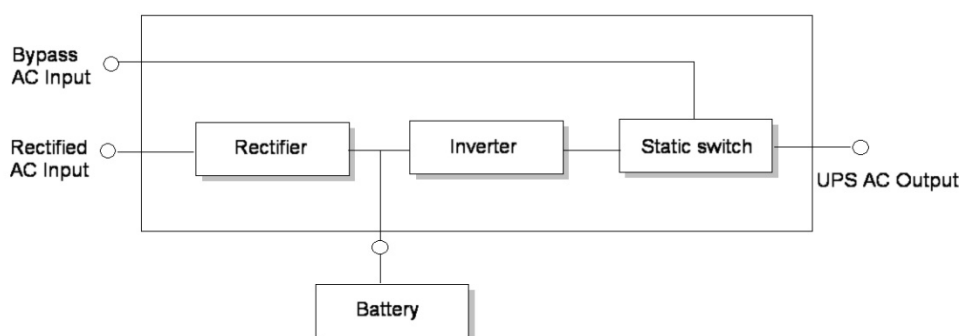 Bypass
AC Input
Rectified
AC Input
Rectifier
Inverter
Static switch
UPS AC Output
Battery